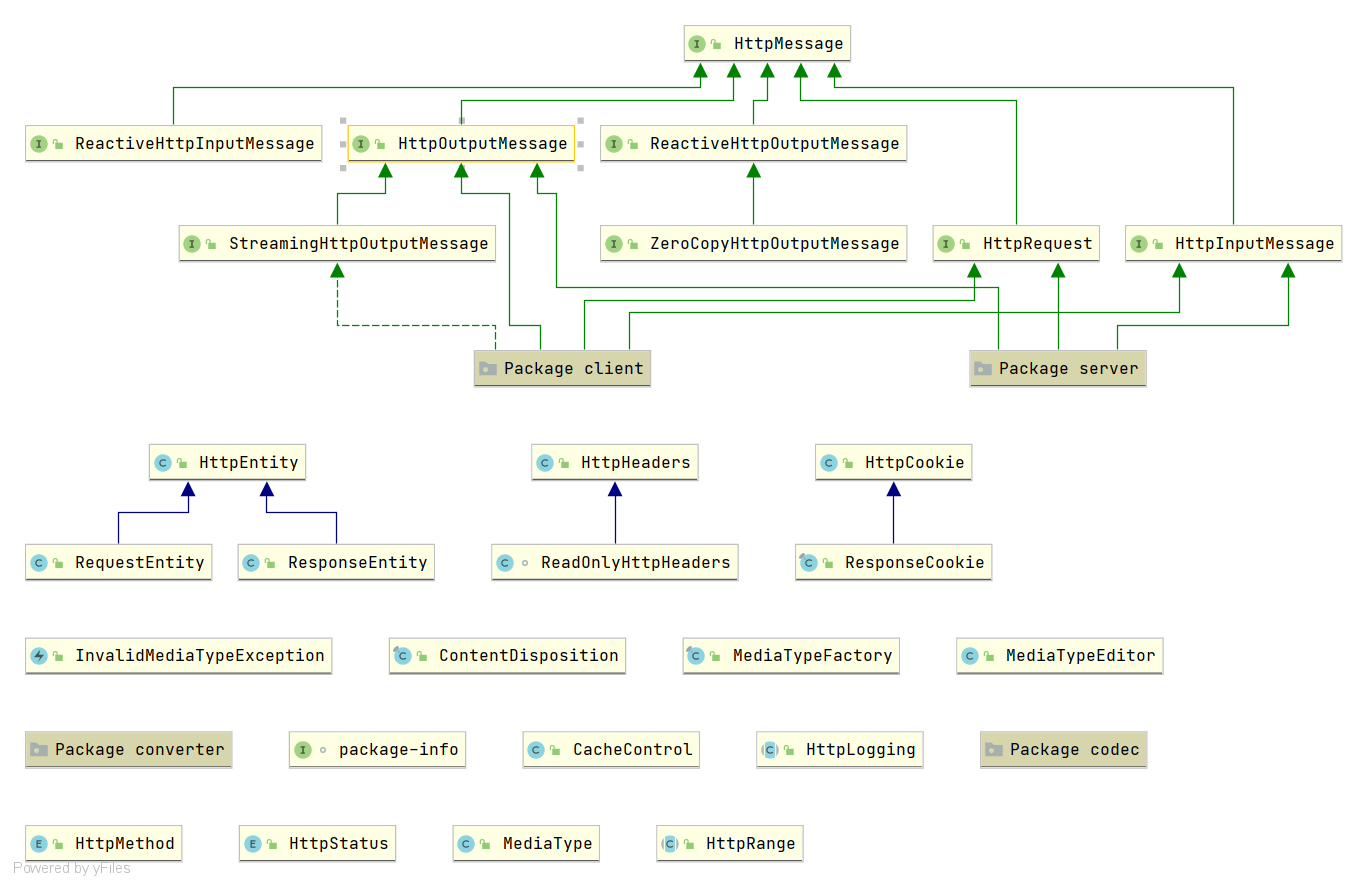 HttpMessage
ReactiveHttpInputMessage
HttpOutputMessage
ReactiveHttpOutputMessage
StreamingHttpOutputMessage
ZeroCopyHttpOutputMessage
HttpRequest
HttpInputMessage
Package client
Package server
HttpEntity
HttpHeaders
HttpCookie
RequestEntity
ResponseEntity
ReadOnlyHttpHeaders
ResponseCookie
InvalidMediaTypeException
ContentDisposition
MediaTypeFactory
MediaTypeEditor
Package converter
package-info
CacheControl
HttpLogging
Package codec
HttpMethod
HttpStatus
MediaType
HttpRange
Powered by yFiles